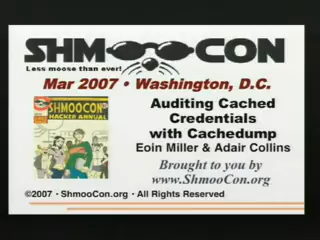 SHMOOCON
Less moose than ever!
Mar 2007 • Washington, D.C.
SHMOOCON
HACKER ANNUAL
Auditing Cached
Credentials
with Cachedump
Eoin Miller & Adair Collins
Brought to you by
www.ShmooCon.org
©2007 • ShmooCon.org • All Rights Reserved